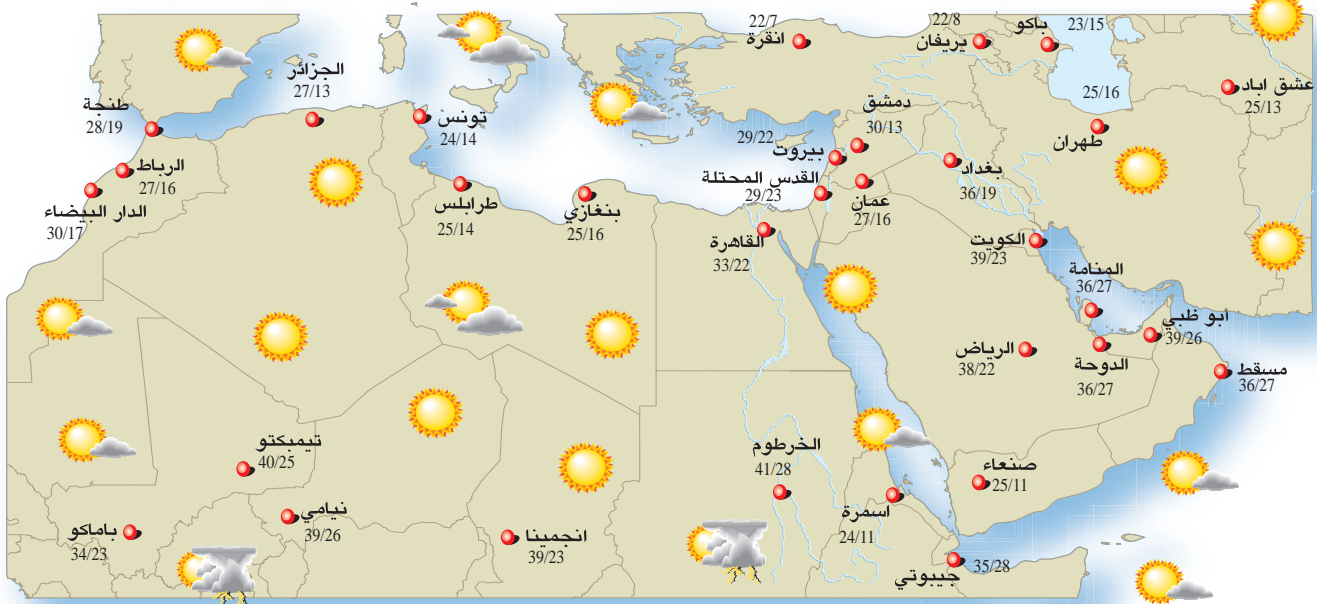 22/7
انقرة
22/8
يريفان
باكو
23/15
عشق اباد
25/13
25/16
طهران
الجزائر
27/13
طنجة
28/19
تونس
24/14
دمشق
30/13
29/22
بيروت
بغداد
36/19
الرباط
27/16
القدس المحتلة
29/23
عمان
27/16
الدار البيضاء
30/17
طرابلس
25/14
بنغازي
25/16
القاهرة
33/22
الكويت
39/23
المنامة
36/27
أبو ظبي
39/26
الرياض
38/22
الدوحة
36/27
مسقط
36/27
تيمبكتو
40/25
الخرطوم
41/28
صنعاء
25/11
نيامي
39/26
باماكو
34/23
انجمينا
39/23
اسمرة
24/11
جيبوتي
35/28